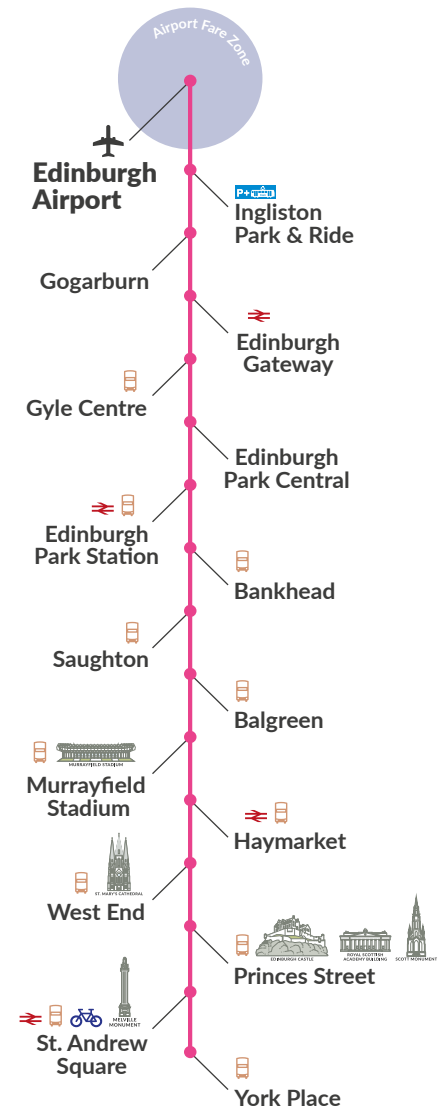 Airport Fare Zone
Edinburgh
Airport
P+
Ingliston
Park & Ride
Gogarburn
Edinburgh
Gateway
Gyle Centre
Edinburgh
Park Central
Edinburgh
Park Station
Bankhead
Saughton
Balgreen
MURRAYFIELD STADIUM
Murrayfield
Stadium
Haymarket
ST. MARY'S CATHEDRAL
West End
EDINBURGH CASTLE
ROYAL SCOTTISH
ACADEMY BUILDING
SCOTT MONUMENT
Princes Street
MELVILLE
MONUMENT
St. Andrew
Square
York Place